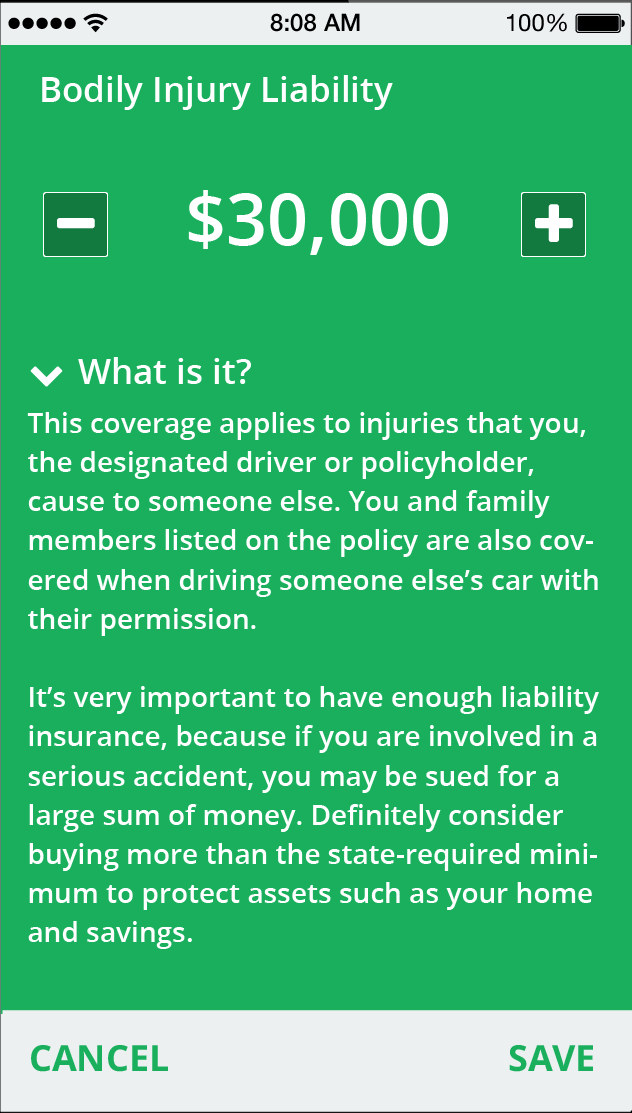 8:08 AM 100%
Bodily Injury Liability
$30,000
What is it?
This coverage applies to injuries that you,
the designated driver or policyholder,
cause to someone else. You and family
members listed on the policy are also cov-
ered when driving someone else’s car with
their permission.
It’s very important to have enough liability
insurance, because if you are involved in a
serious accident, you may be sued for a
large sum of money. Definitely consider
buying more than the state-required mini-
mum to protect assets such as your home
and savings.
CANCEL SAVE